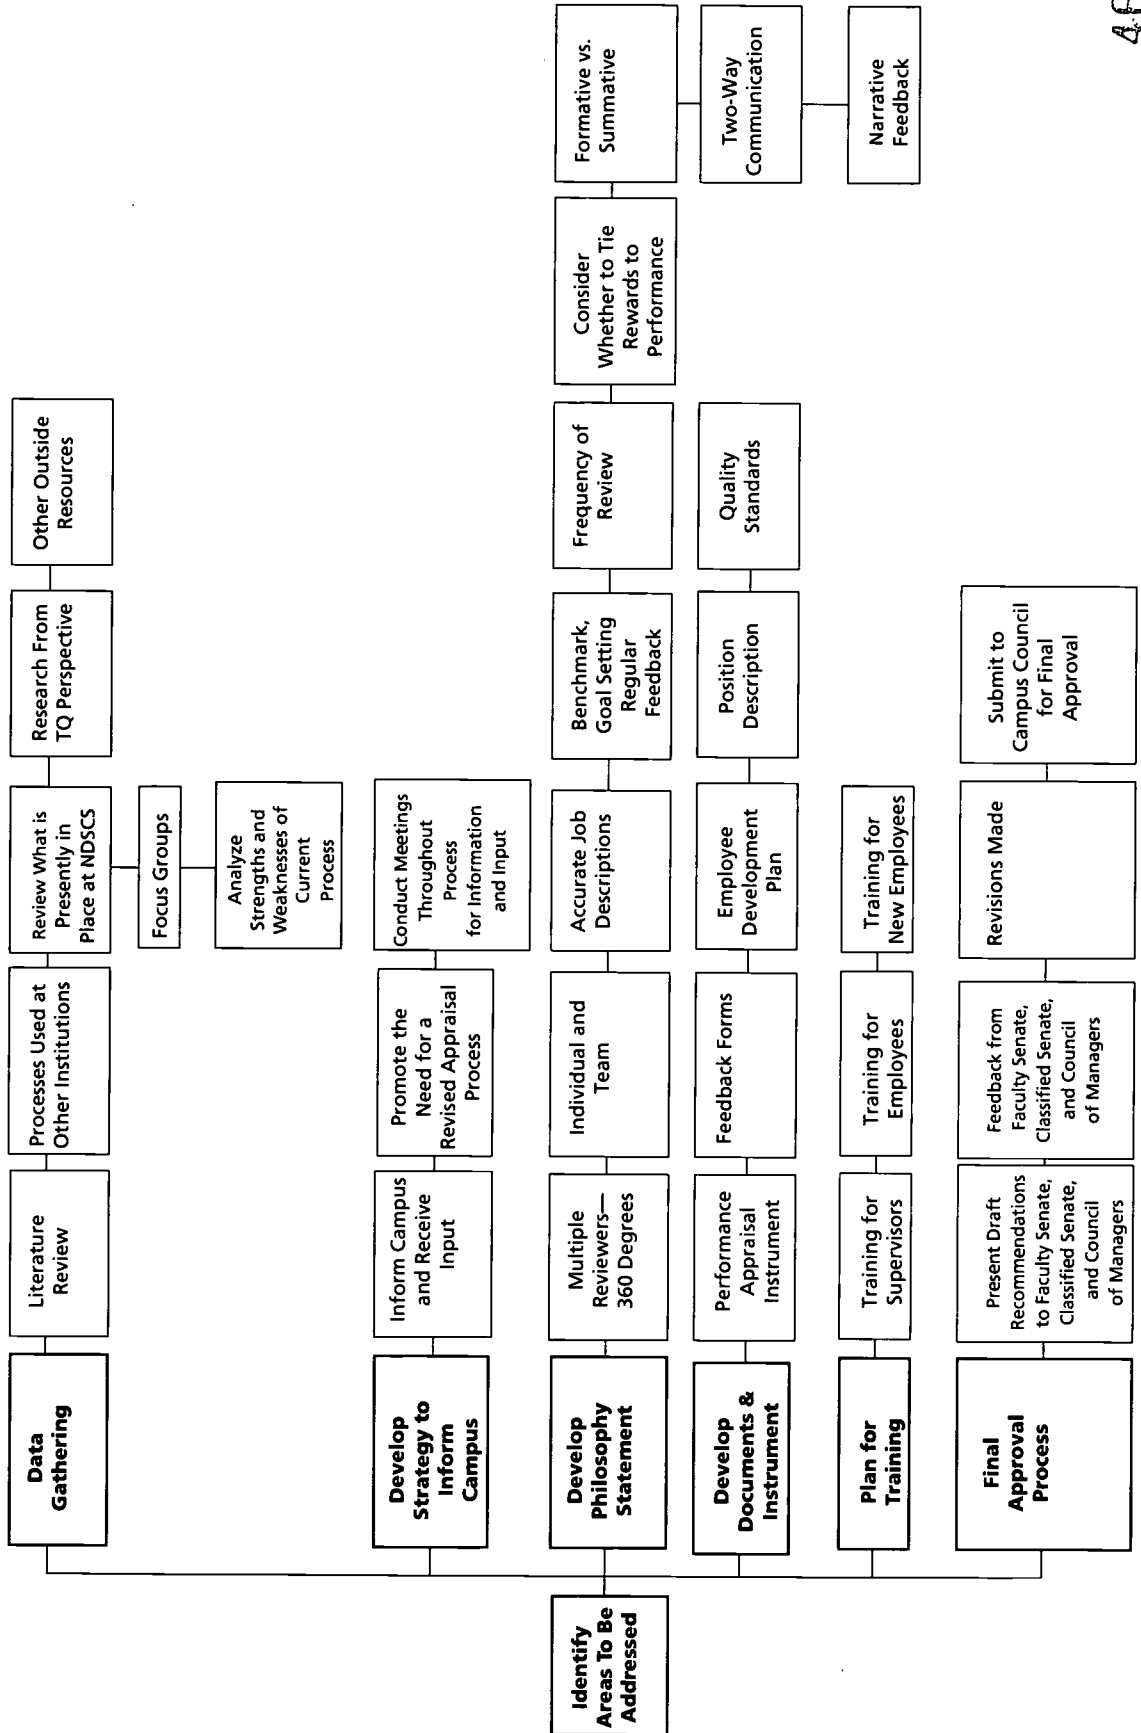 Identify
Areas To Be
Addressed
Data
Gathering
Literature
Review
Processes Used at
Other Institutions
Review What is
Presently in
Place at NDSCS
Focus Groups
Analyze
Strengths and
Weaknesses of
Current
Process
Research From
TQ Perspective
Other Outside
Resources
Develop
Strategy to
Inform
Campus
Inform Campus
and Receive
Input
Promote the
Need for a
Revised Appraisal
Process
Conduct Meetings
Throughout
Process
for Information
and Input
Develop
Philosophy
Statement
Multiple
Reviewers—
360 Degrees
Individual and
Team
Accurate Job
Descriptions
Benchmark,
Goal Setting
Regular
Feedback
Frequency of
Review
Consider
Whether to Tie
Rewards to
Performance
Formative vs.
Summative
Two-Way
Communication
Narrative
Feedback
Develop
Documents &
Instrument
Performance
Appraisal
Instrument
Feedback Forms
Employee
Development
Plan
Position
Description
Quality
Standards
Plan for
Training
Training for
Supervisors
Training for
Employees
Training for
New Employees
Final
Approval
Process
Present Draft
Recommendations
to Faculty Senate,
Classified Senate,
and Council
of Managers
Feedback from
Faculty Senate,
Classified Senate,
and Council
of Managers
Revisions Made
Submit to
Campus Council
for Final
Approval